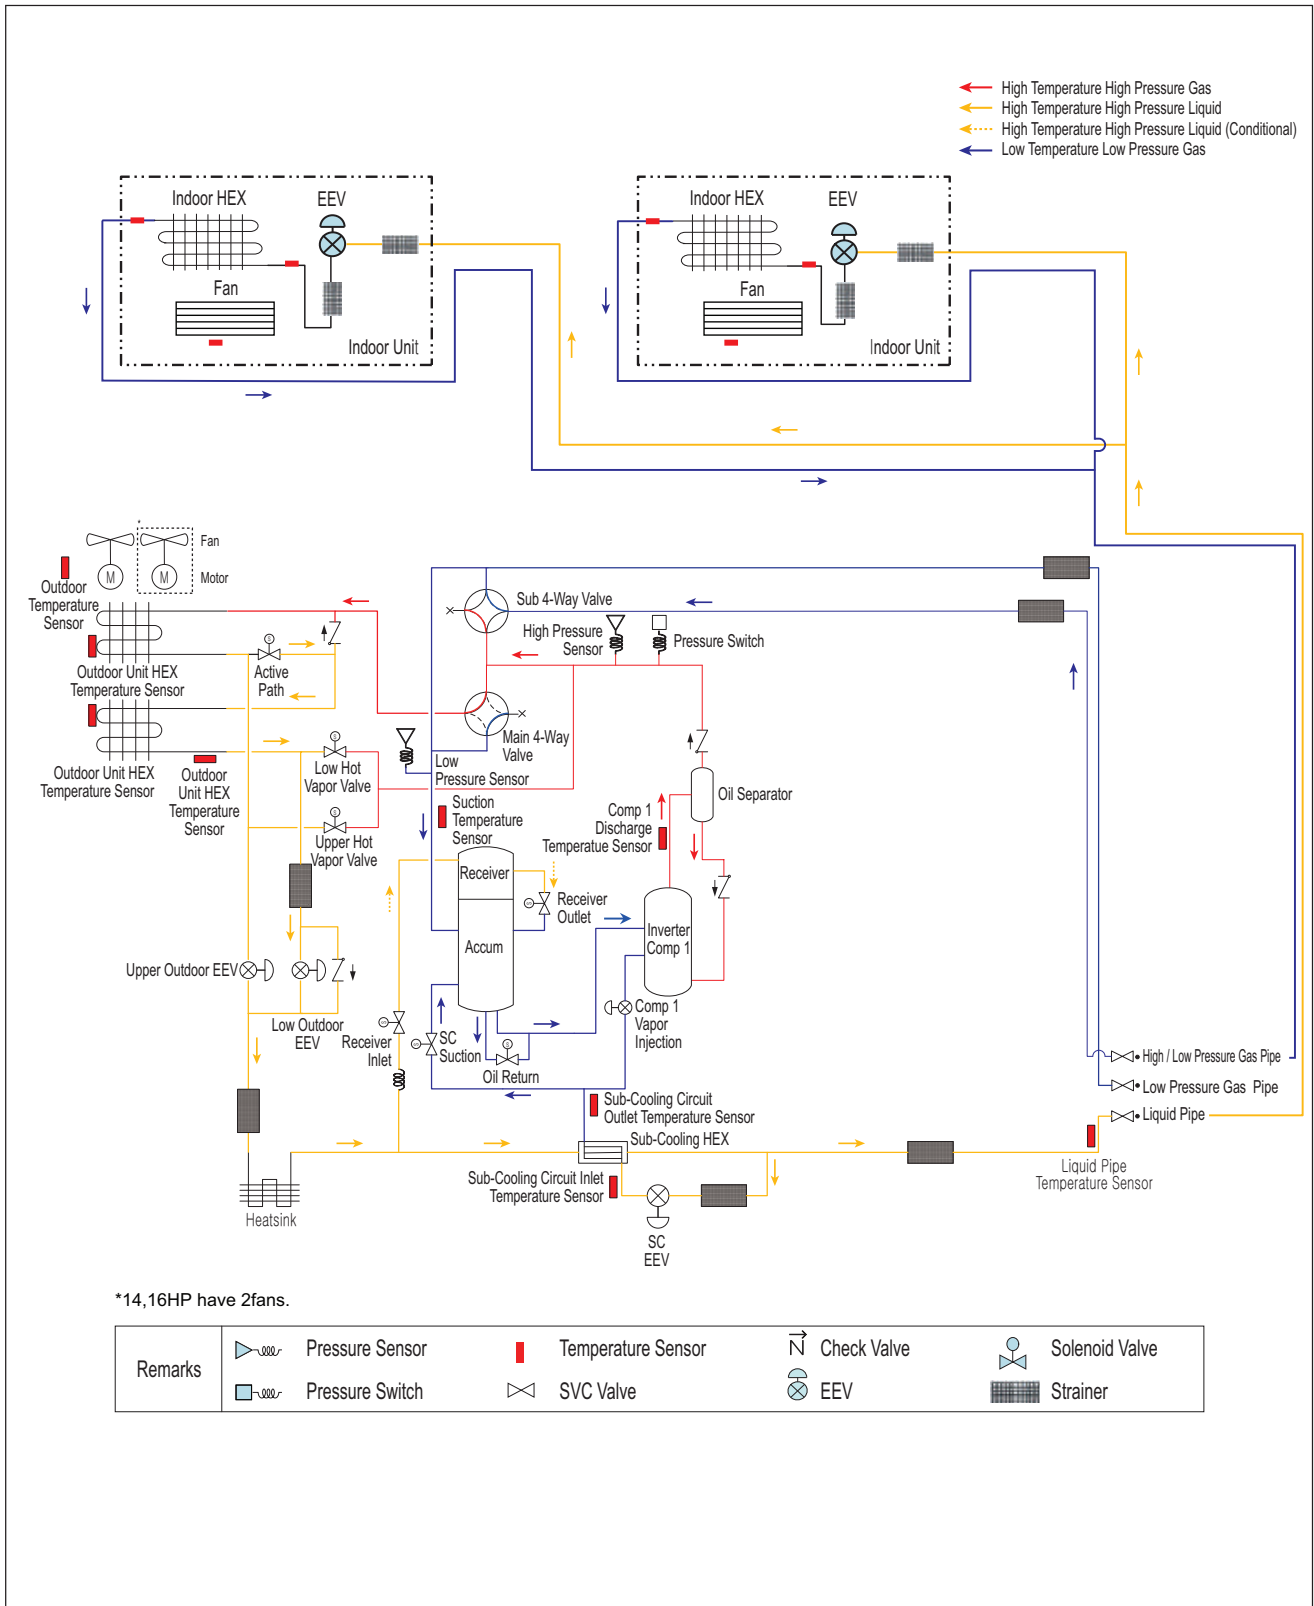 High Temperature High Pressure Gas
High Temperature High Pressure Liquid
High Temperature High Pressure Liquid (Conditional)
Low Temperature Low Pressure Gas
Indoor HEX
EEV
Fan
Indoor Unit
Indoor HEX
EEV
Fan
Indoor Unit
*
Fan
M
M
Motor
Outdoor
Temperature
Sensor
Sub 4-Way Valve
High Pressure
Sensor
Pressure Switch
S
Active
Path
Outdoor Unit HEX
Temperature Sensor
Main 4-Way
Valve
S
Low Hot
Vapor Valve
Low
Pressure Sensor
Outdoor Unit HEX
Temperature Sensor
Outdoor
Unit HEX
Temperature
Sensor
Oil Separator
Suction
Temperature
Sensor
Comp 1
Discharge
Temperatue Sensor
S
Upper Hot
Vapor Valve
Receiver
S
Receiver
Outlet
Accum
Inverter
Comp 1
Upper Outdoor EEV
Low Outdoor
EEV
S
Receiver
Inlet
S
SC
Suction
S
Oil Return
Comp 1
Vapor
Injection
High / Low Pressure Gas Pipe
Low Pressure Gas Pipe
Liquid Pipe
Sub-Cooling Circuit
Outlet Temperature Sensor
Sub-Cooling HEX
Sub-Cooling Circuit Inlet
Temperature Sensor
Liquid Pipe
Temperature Sensor
Heatsink
SC
EEV
*14,16HP have 2fans.
Remarks
Pressure Sensor
Temperature Sensor
Check Valve
Solenoid Valve
Pressure Switch
SVC Valve
EEV
Strainer